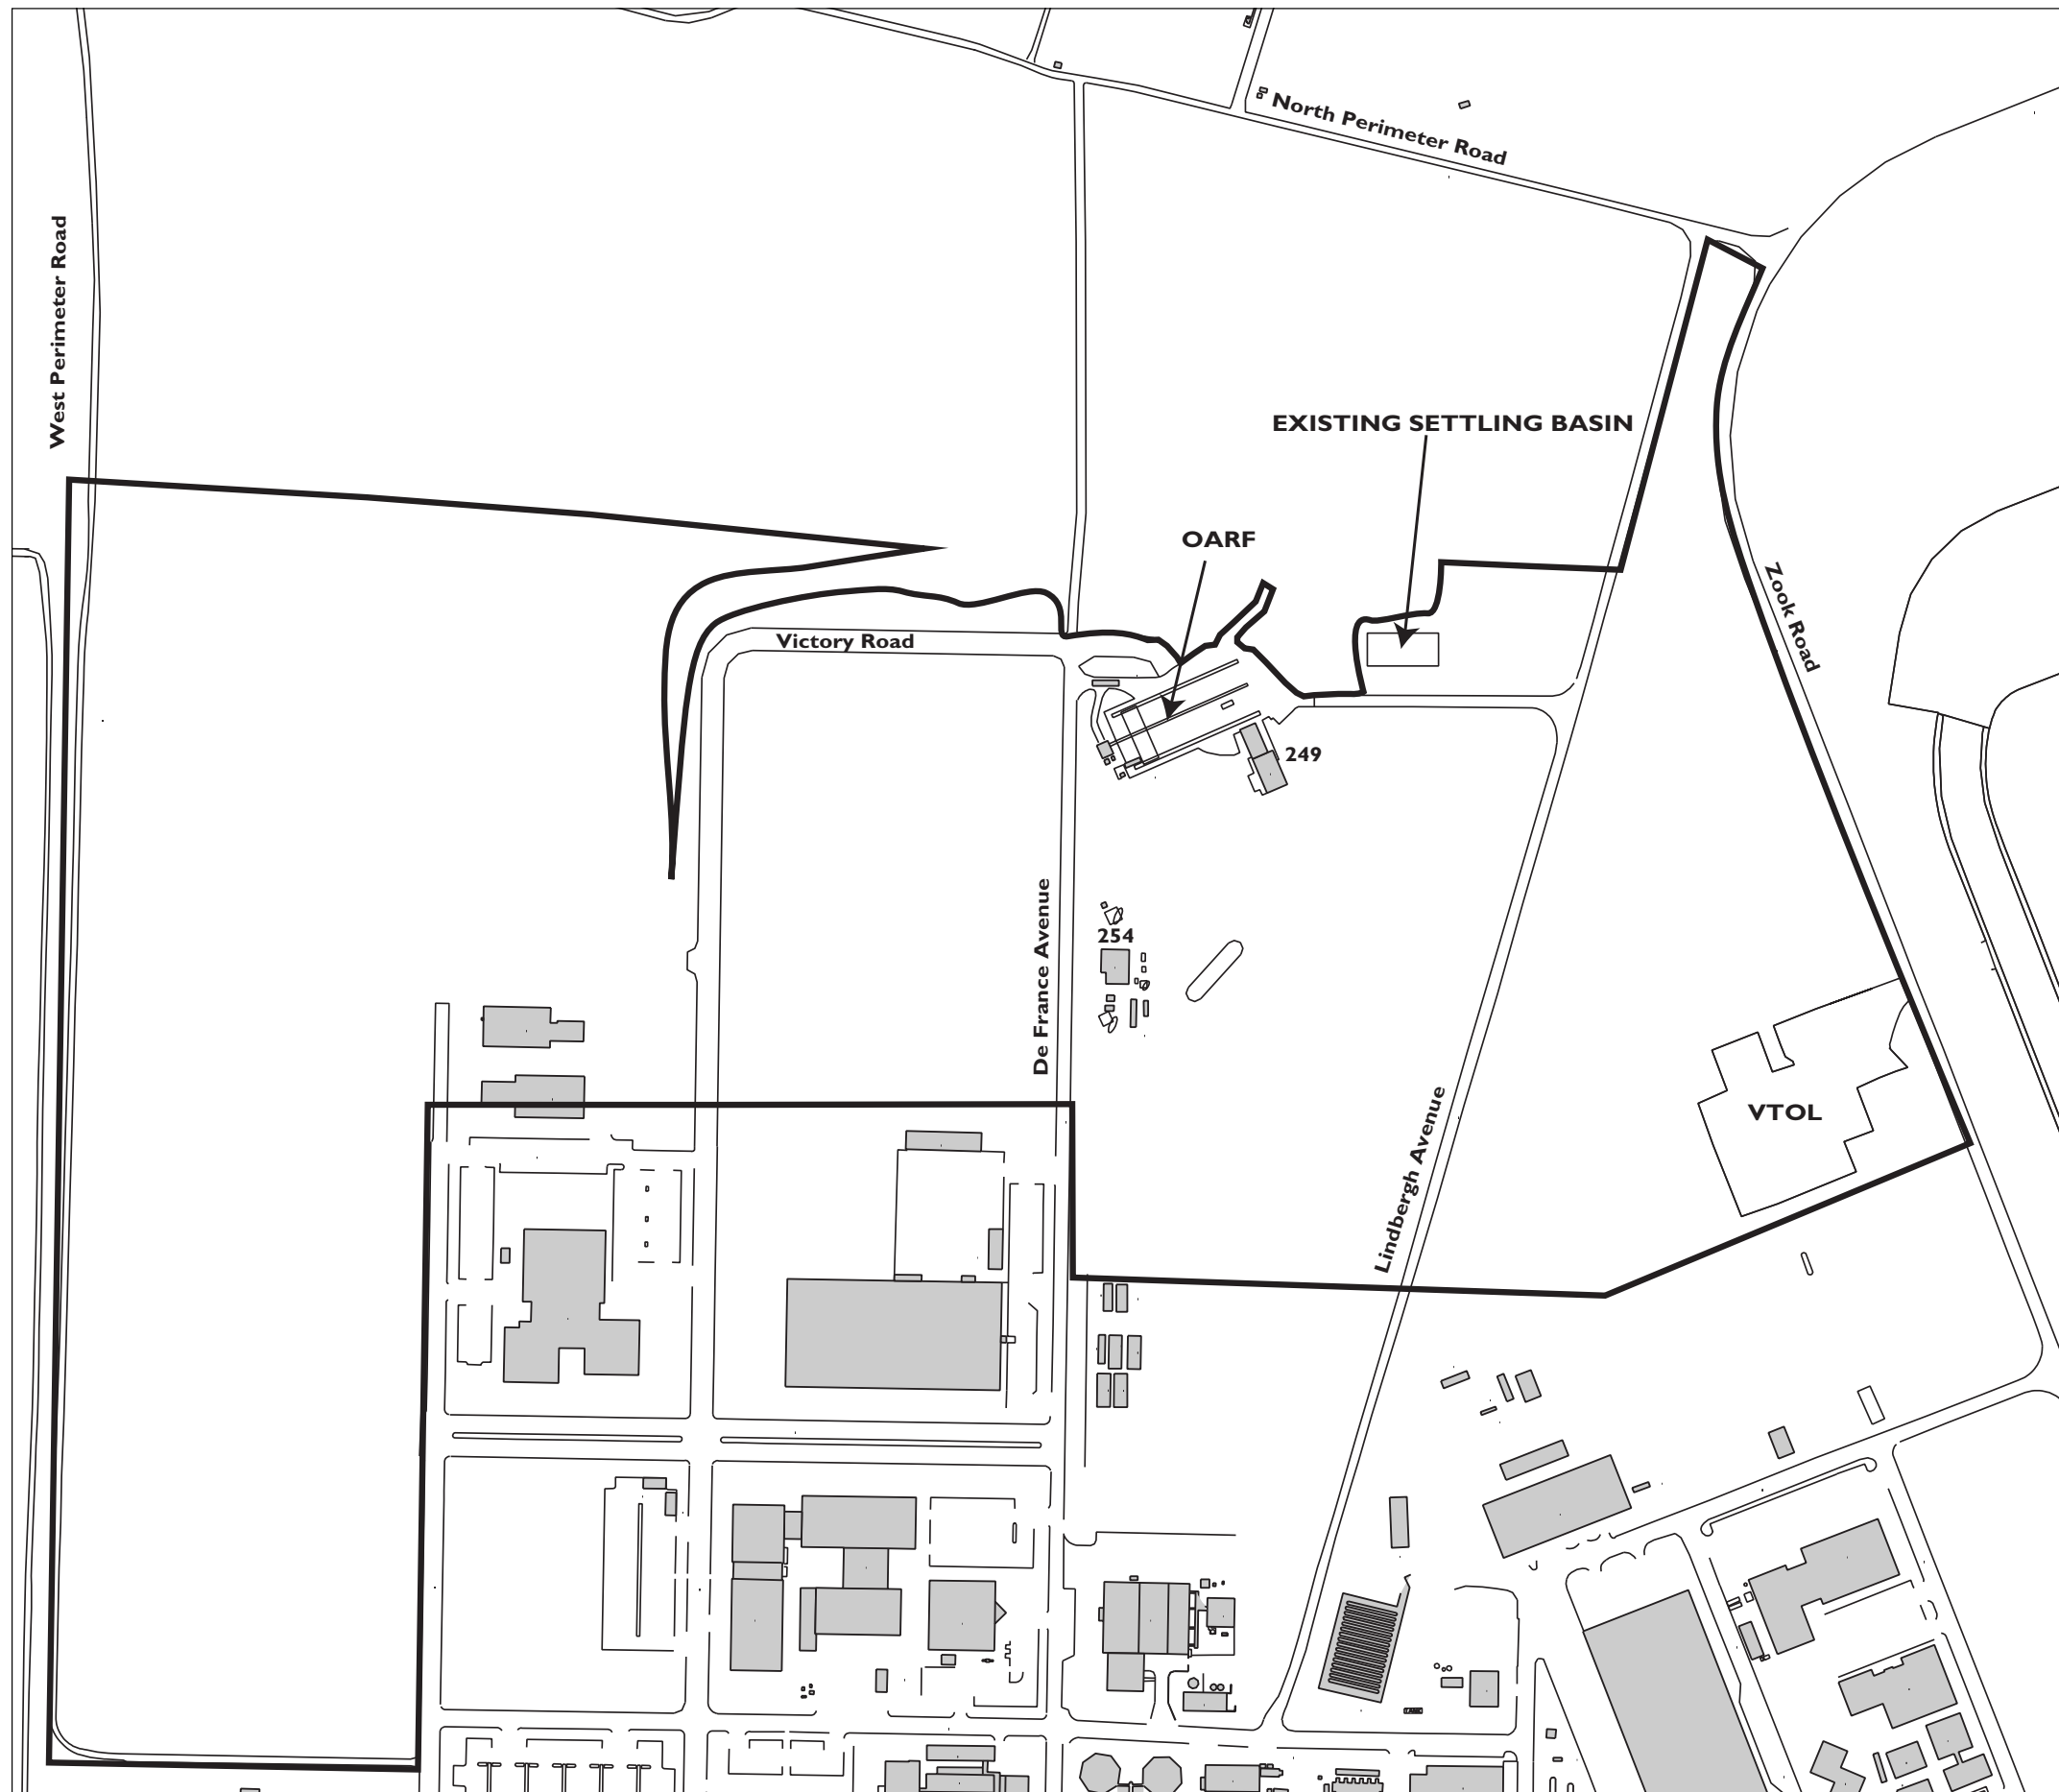 North Perimeter Road
West Perimeter Road
EXISTING SETTLING BASIN
OARF
Zook Road
Victory Road
249
De France Avenue
254
Lindbergh Avenue
VTOL